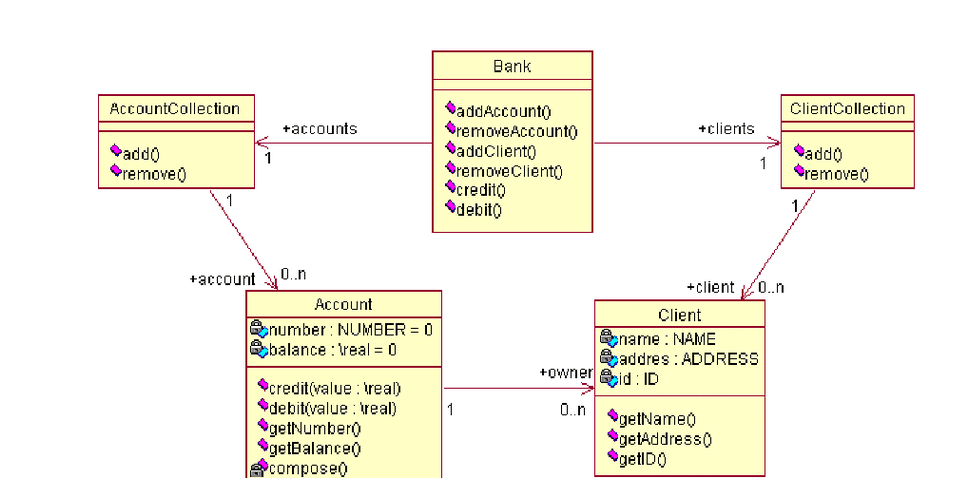 Bank
addAccount()
removeAccount()
addClient()
removeClient()
credit()
debit()
AccountCollection
add()
remove()
ClientCollection
add()
remove()
+accounts
1
+clients
1
1
+account
0..n
1
+client
0..n
Account
number : NUMBER = 0
balance : \real = 0
credit(value : \real)
debit(value : \real)
getNumber()
getBalance()
compose()
+owner
1
0..n
Client
name : NAME
addres : ADDRESS
id : ID
getName()
getAddress()
getID()